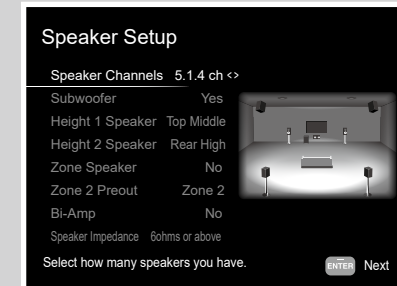 Speaker Setup
Speaker Channels 5.1.4 ch <>
Subwoofer Yes
Height 1 Speaker Top Middle
Height 2 Speaker Rear High
Zone Speaker No
Zone 2 Preout Zone 2
Bi-Amp No
Speaker Impedance 6ohms or above
Select how many speakers you have.
ENTER Next